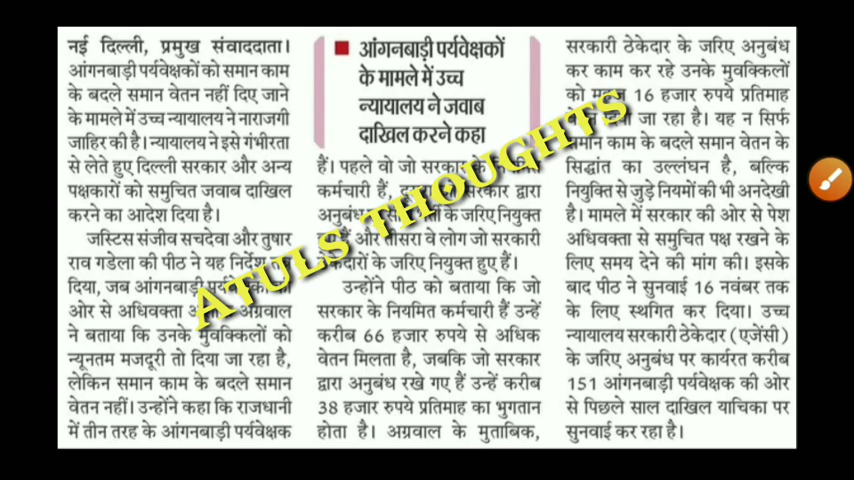 नई दिल्ली, प्रमुख संवाददाता।
आंगनबाड़ी पर्यवेक्षकों को समान काम
के बदले समान वेतन नहीं दिए जाने
के मामले में उच्च न्यायालय ने नाराजगी
जाहिर की है। न्यायालय ने इसे गंभीरता
से लेते हुए दिल्ली सरकार और अन्य
पक्षकारों को समुचित जवाब दाखिल
करने का आदेश दिया है।
जस्टिस संजीव सचदेवा और तुषार
राव गडेला की पीठ ने यह निर्देश
दिया, जब आंगनबाड़ी
ओर से अधिवक्ता अग्रवाल
ने बताया कि उनके मुवक्किलों को
न्यूनतम मजदूरी तो दिया जा रहा है,
लेकिन समान काम के बदले समान
वेतन नहीं। उन्होंने कहा कि राजधानी
में तीन तरह के आंगनबाड़ी पर्यवेक्षक
आंगनबाड़ी पर्यवेक्षकों
के मामले में उच्च
न्यायालय ने जवाब
दाखिल करने कहा
हैं। पहले वो जो सरकार के
कर्मचारी हैं, सरकार द्वारा
अनुबंध के जरिए नियुक्त
हैं और तीसरा वे लोग जो सरकारी
के जरिए नियुक्त हुए हैं।
उन्होंने पीठ को बताया कि जो
सरकार के नियमित कर्मचारी हैं उन्हें
करीब 66 हजार रुपये से अधिक
वेतन मिलता है, जबकि जो सरकार
द्वारा अनुबंध रखे गए हैं उन्हें करीब
38 हजार रुपये प्रतिमाह का भुगतान
होता है। अग्रवाल के मुताबिक,
सरकारी ठेकेदार के जरिए अनुबंध
कर काम कर रहे उनके मुवक्किलों
को 16 हजार रुपये प्रतिमाह
जा रहा है। यह न सिर्फ
समान काम के बदले समान वेतन के
सिद्धांत का उल्लंघन है, बल्कि
नियुक्ति से जुड़े नियमों की भी अनदेखी
है। मामले में सरकार की ओर से पेश
अधिवक्ता से समुचित पक्ष रखने के
लिए समय देने की मांग की। इसके
बाद पीठ ने सुनवाई 16 नवंबर तक
के लिए स्थगित कर दिया। उच्च
न्यायालय सरकारी ठेकेदार (एजेंसी)
के जरिए अनुबंध पर कार्यरत करीब
151 आंगनबाड़ी पर्यवेक्षक की ओर
से पिछले साल दाखिल याचिका पर
सुनवाई कर रहा है।
ATULS THOUGHTS